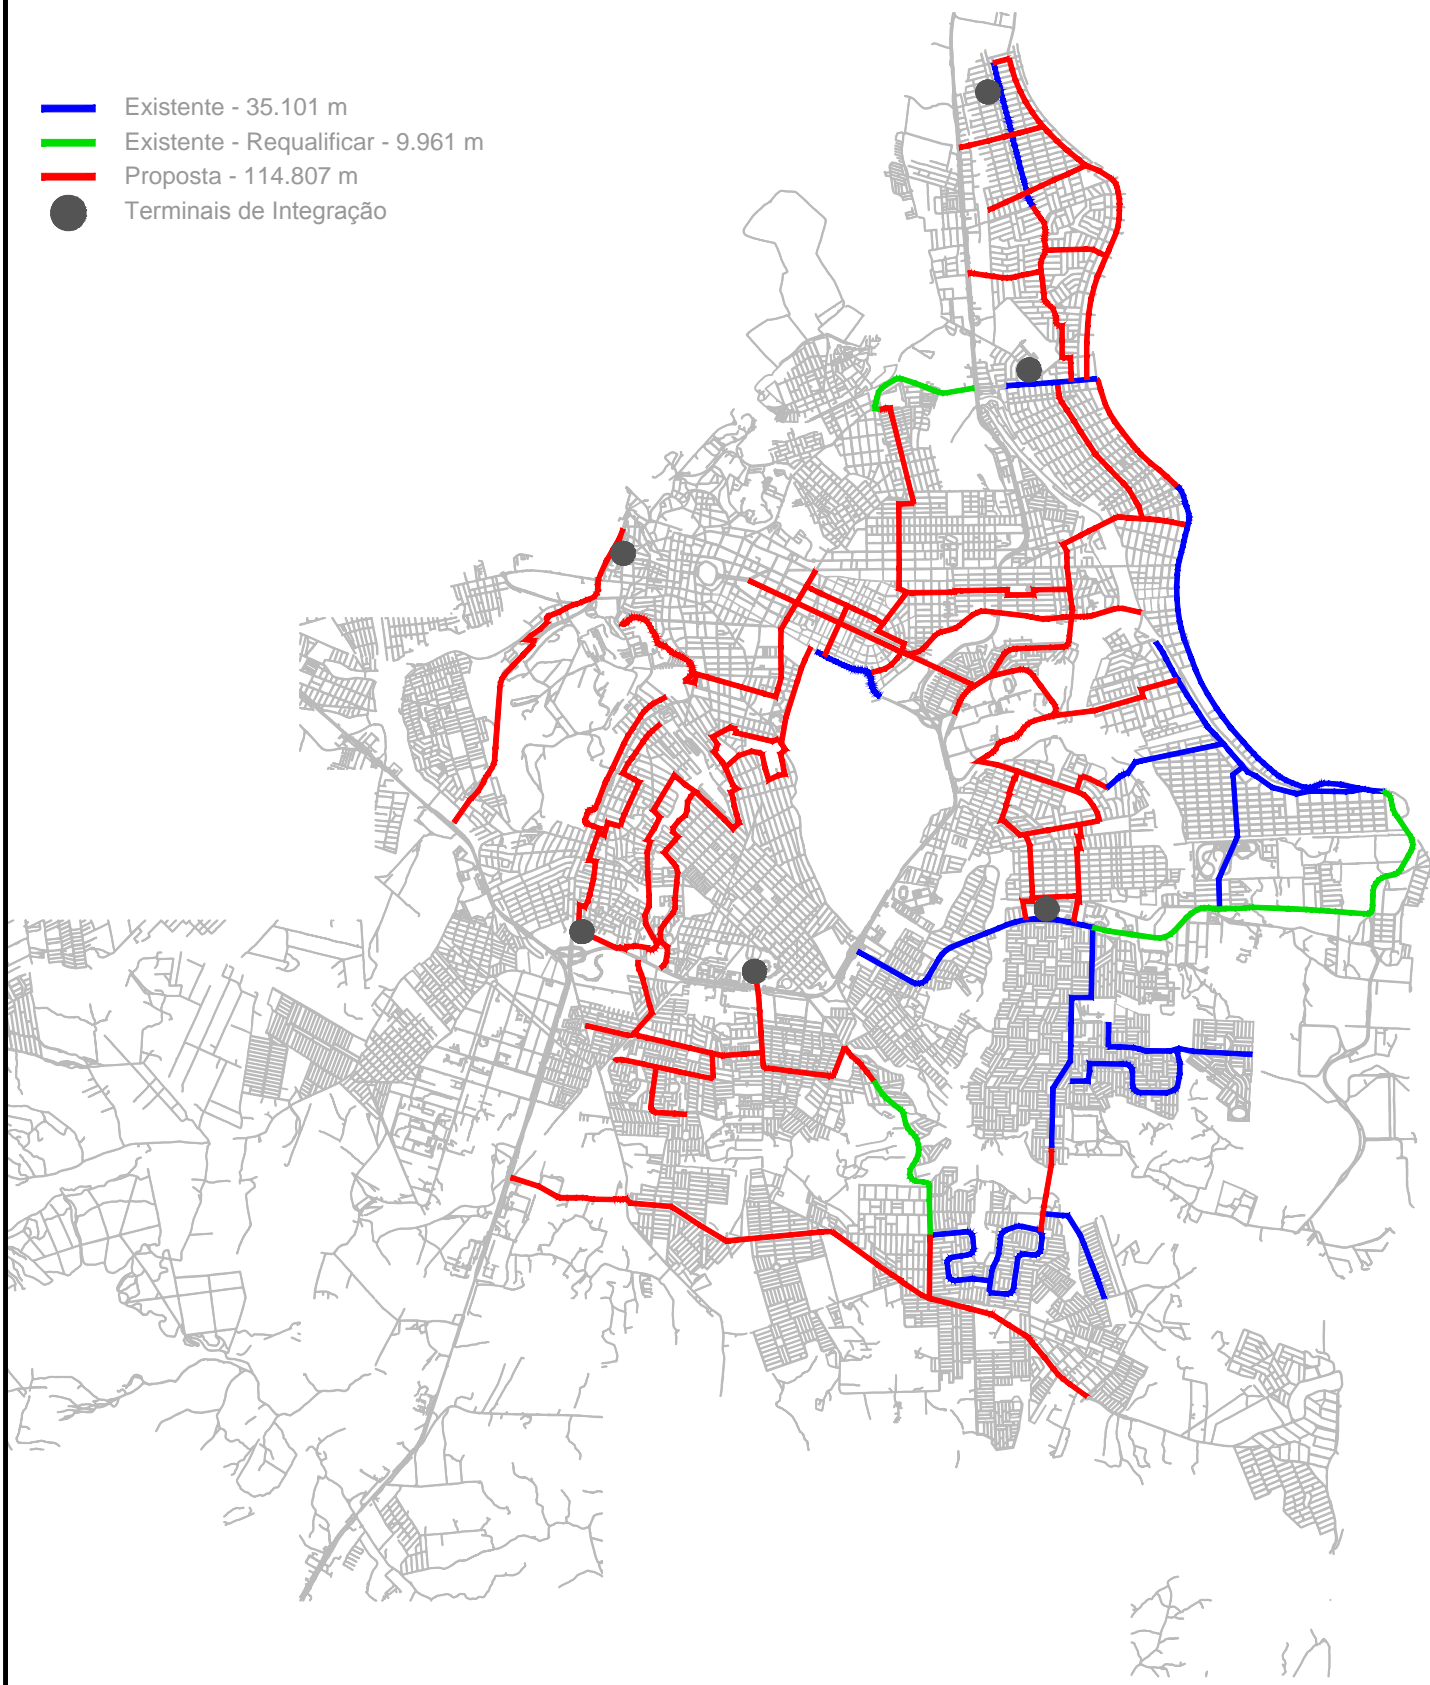 Existente - 35.101 m
Existente - Requalificar - 9.961 m
Proposta - 114.807 m
Terminais de Integração